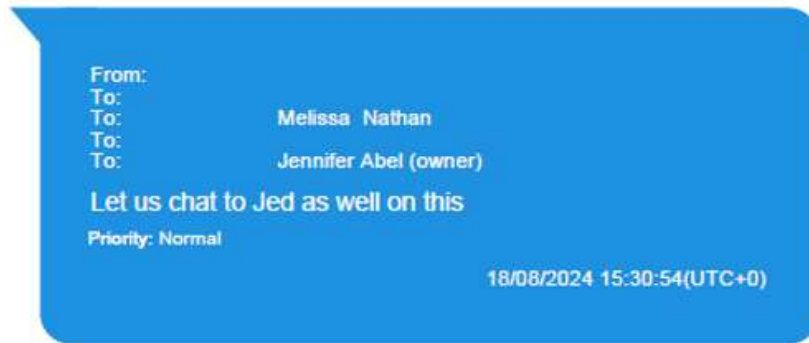 From:
To:
To: Melissa Nathan
To:
To: Jennifer Abel (owner)
Let us chat to Jed as well on this
Priority: Normal
18/08/2024 15:30:54(UTC+0)